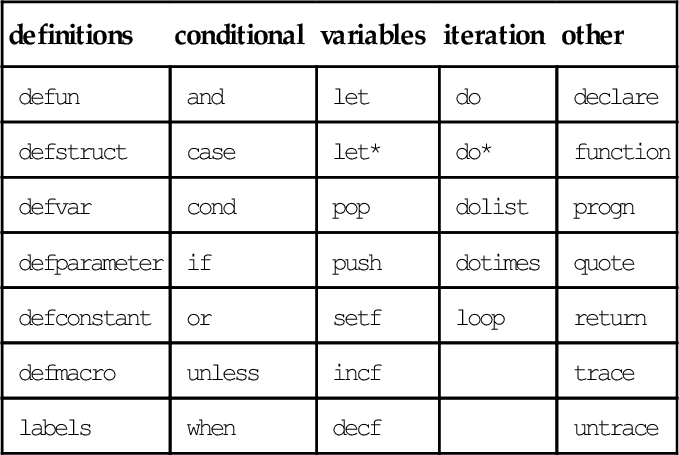 definitions conditional variables iteration other
defun and let do declare
defstruct case let* do* function
defvar cond pop dolist progn
defparameter if push dotimes quote
defconstant or setf loop return
defmacro unless incf trace
labels when decf untrace